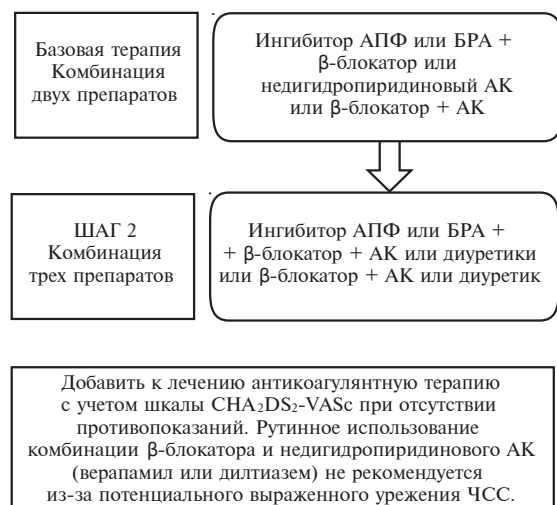 Базовая терапия
Комбинация
двух препаратов
Ингибитор АПФ или БРА +
β-блокатор или
недигидропиридиновый АК
или β-блокатор + АК
ШАГ 2
Комбинация
трех препаратов
Ингибитор АПФ или БРА +
+ β-блокатор + АК или диуретики
или β-блокатор + АК или диуретик
Добавить к лечению антикоагулянтную терапию
с учетом шкалы CHA₂DS₂-VASc при отсутствии
противопоказаний. Рутинное использование
комбинации β-блокатора и недигидропиридинового АК
(верапамил или дилтиазем) не рекомендуется
из-за потенциального выраженного урежения ЧСС.